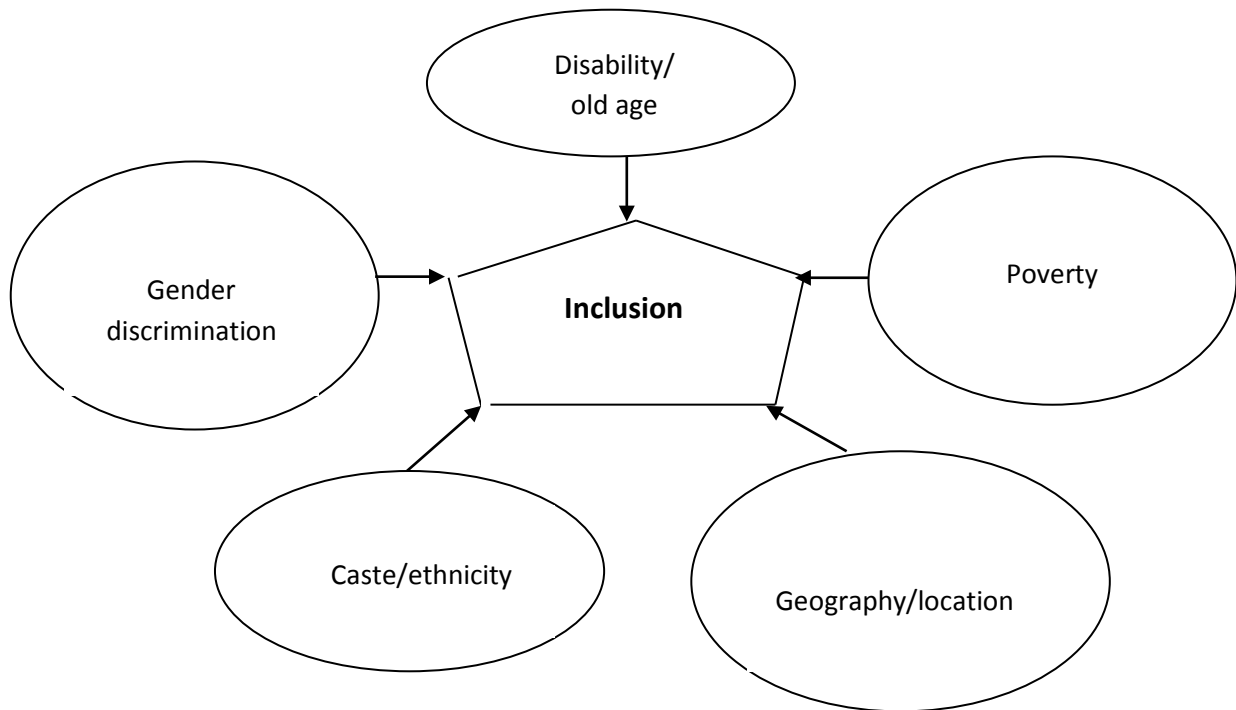 Disability/
old age
Gender
discrimination
Inclusion
Poverty
Caste/ethnicity
Geography/location